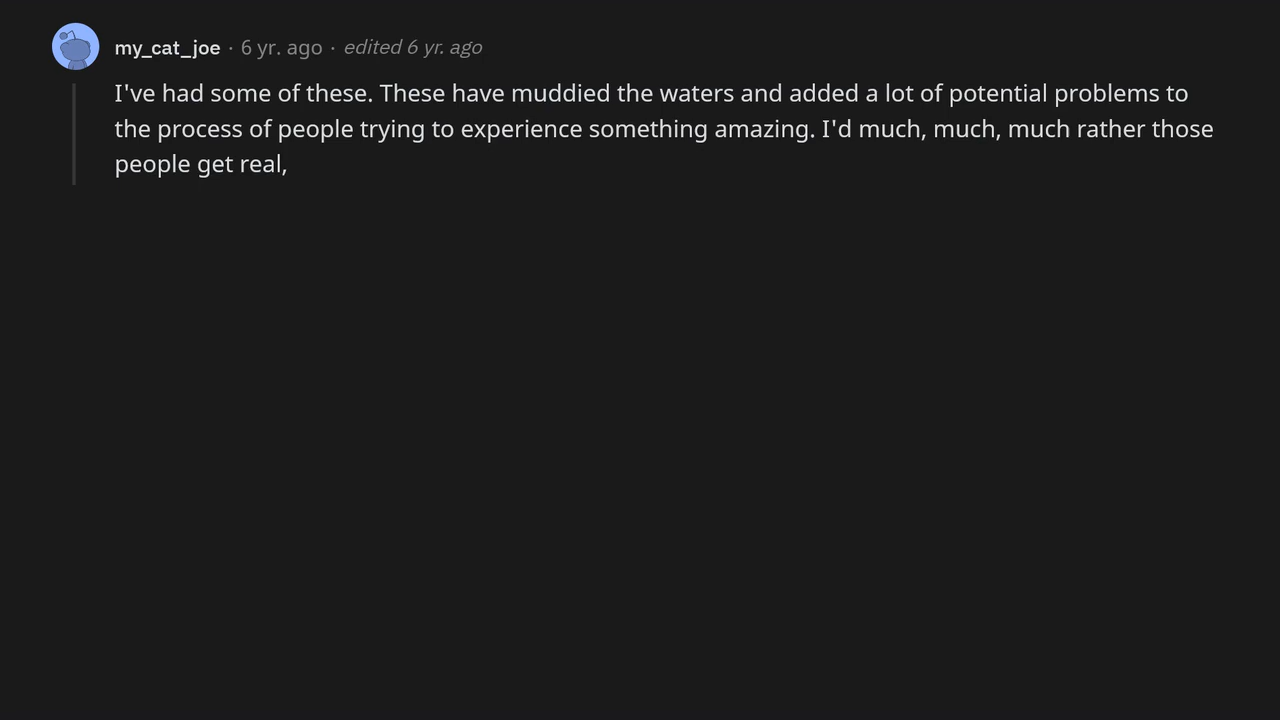 my_cat_joe · 6 yr. ago · edited 6 yr. ago
I've had some of these. These have muddied the waters and added a lot of potential problems to
the process of people trying to experience something amazing. I'd much, much, much rather those
people get real,